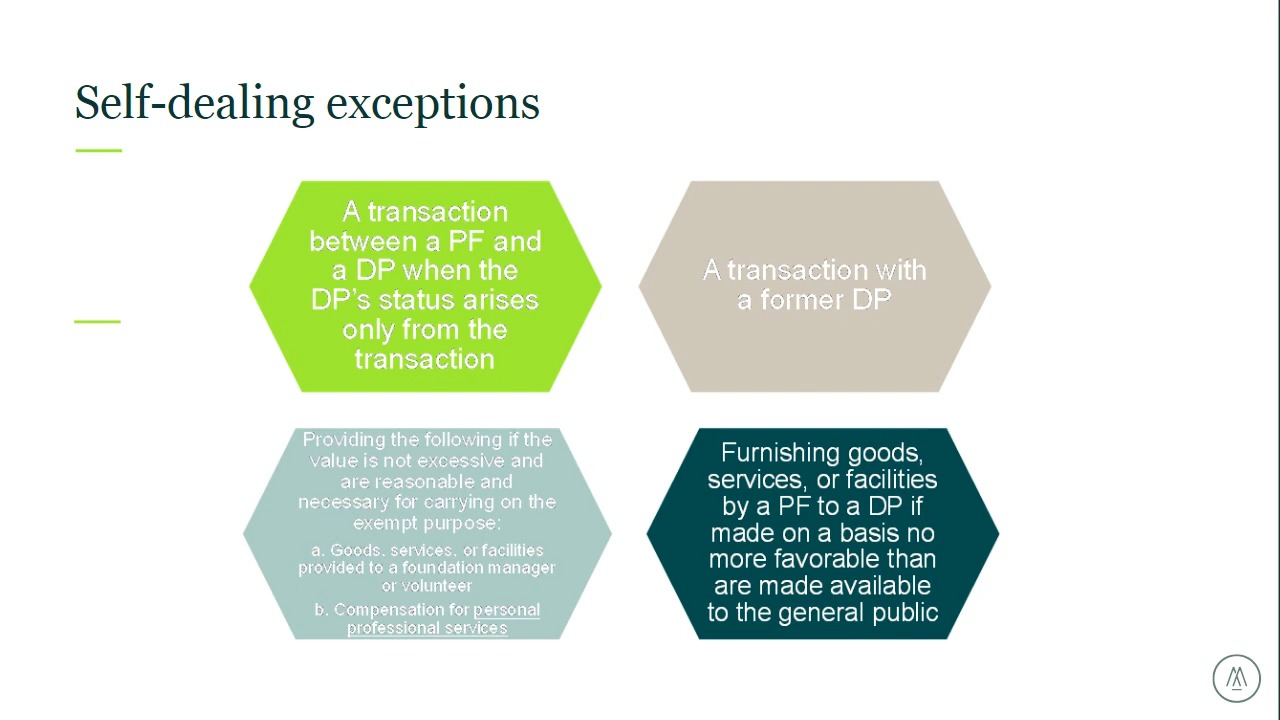 Self-dealing exceptions
A transaction
between a PF and
a DP when the
DP's status arises
only from the
transaction
A transaction with
a former DP
Providing the following if the
value is not excessive and
are reasonable and
necessary for carrying on the
exempt purpose:
a. Goods, services, or facilities
provided to a foundation manager
or volunteer
b. Compensation for personal
professional services
Furnishing goods,
services, or facilities
by a PF to a DP if
made on a basis no
more favorable than
are made available
to the general public